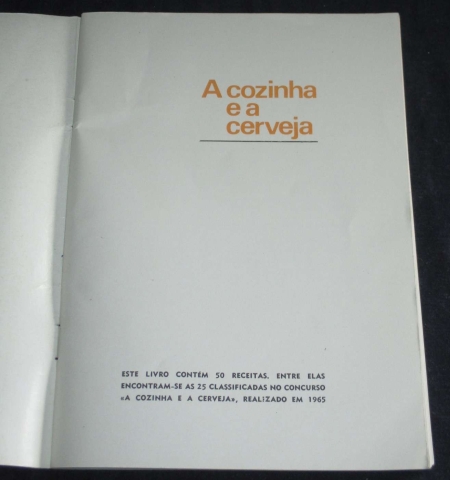 A cozinha
e a
cerveja
ESTE LIVRO CONTÉM 50 RECEITAS. ENTRE ELAS
ENCONTRAM-SE AS 25 CLASSIFICADAS NO CONCURSO
«A COZINHA E A CERVEJA», REALIZADO EM 1965